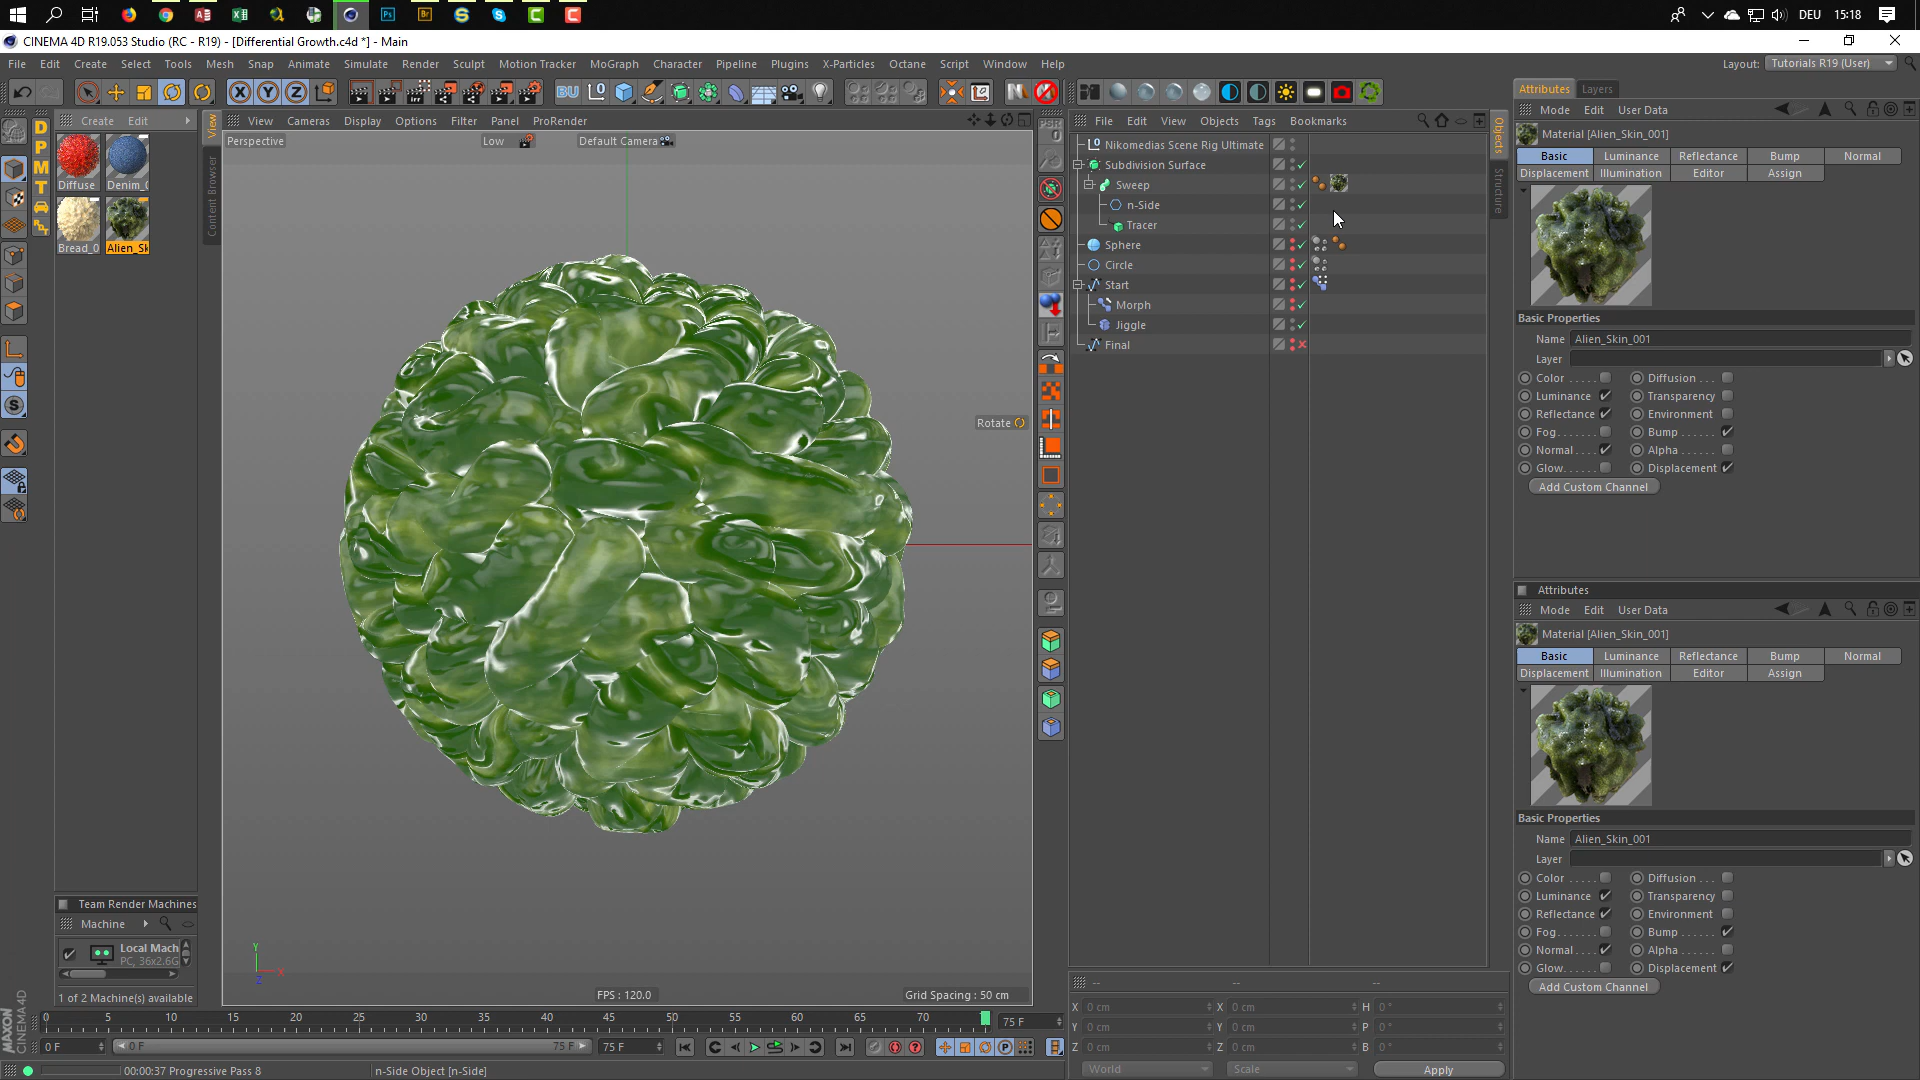 DEU 15:18
CINEMA 4D R19.053 Studio (RC - R19) - [Differential Growth.c4d *] - Main
File Edit Create Select Tools Mesh Snap Animate Simulate Render Sculpt Motion Tracker MoGraph Character Pipeline Plugins X-Particles Octane Script Window Help
Layout: Tutorials R19 (User)
Attributes Layers
Create Edit
View Cameras Display Options Filter Panel ProRender
File Edit View Objects Tags Bookmarks
Mode Edit User Data
View
Content Browser
Objects
Structure
D
P
M
T
Diffuse
Denim_(
Bread_0
Alien_Sk
Perspective
Low
Default Camera
Rotate
FPS : 120.0
Grid Spacing : 50 cm
Y
X
Z
Nikomedias Scene Rig Ultimate
Subdivision Surface
Sweep
n-Side
Tracer
Sphere
Circle
Start
Morph
Jiggle
Final
Material [Alien_Skin_001]
Basic Luminance Reflectance Bump Normal
Displacement Illumination Editor Assign
Basic Properties
Name Alien_Skin_001
Layer
Color . . . . . Diffusion . . .
Luminance Transparency
Reflectance Environment
Fog. . . . . . . Bump . . . . . .
Normal . . . . Alpha . . . . . .
Glow. . . . . . Displacement
Add Custom Channel
Attributes
Mode Edit User Data
Material [Alien_Skin_001]
Basic Luminance Reflectance Bump Normal
Displacement Illumination Editor Assign
Basic Properties
Name Alien_Skin_001
Layer
Color . . . . . Diffusion . . .
Luminance Transparency
Reflectance Environment
Fog. . . . . . . Bump . . . . . .
Normal . . . . Alpha . . . . . .
Glow. . . . . . Displacement
Add Custom Channel
Team Render Machines
Machine
Local Mach
PC, 36x2.6G
1 of 2 Machine(s) available
0 5 10 15 20 25 30 35 40 45 50 55 60 65 70
75 F
0 F
0 F
75 F
75 F
-- -- --
X 0 cm X 0 cm H 0 °
Y 0 cm Y 0 cm P 0 °
Z 0 cm Z 0 cm B 0 °
World Scale Apply
MAXON
CINEMA 4D
00:00:37 Progressive Pass 8
n-Side Object [n-Side]